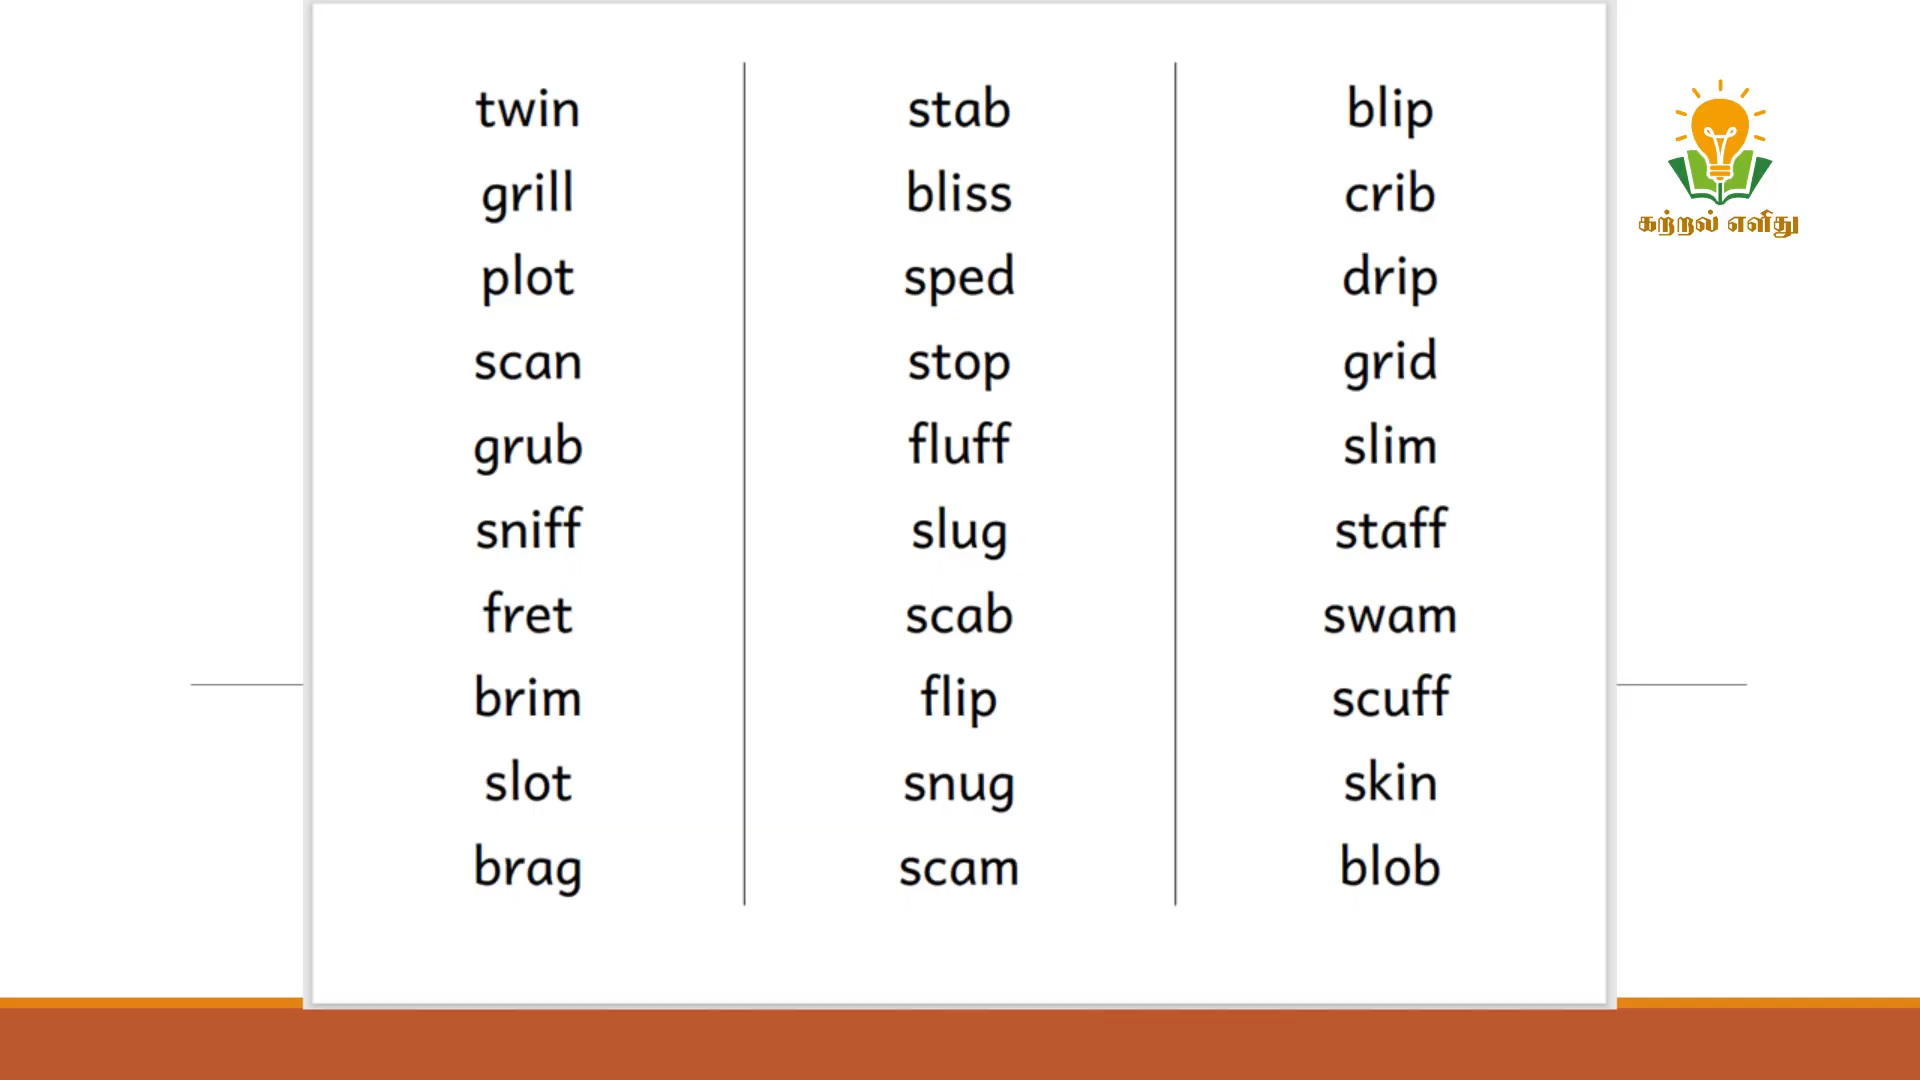 twin
grill
plot
scan
grub
sniff
fret
brim
slot
brag
stab
bliss
sped
stop
fluff
slug
scab
flip
snug
scam
blip
crib
drip
grid
slim
staff
swam
scuff
skin
blob
கற்றல் எளிது